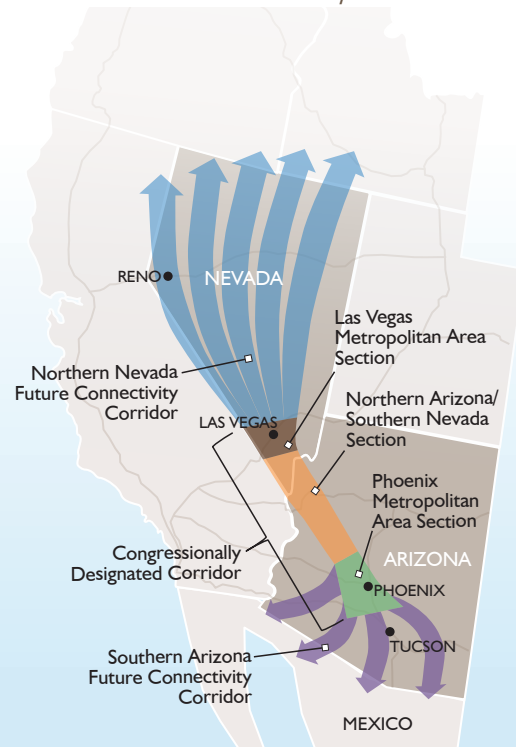 RENO
NEVADA
Las Vegas
Metropolitan Area
Section
Northern Nevada
Future Connectivity
Corridor
Northern Arizona/
Southern Nevada
Section
LAS VEGAS
Phoenix
Metropolitan
Area Section
Congressionally
Designated Corridor
ARIZONA
PHOENIX
TUCSON
Southern Arizona
Future Connectivity
Corridor
MEXICO